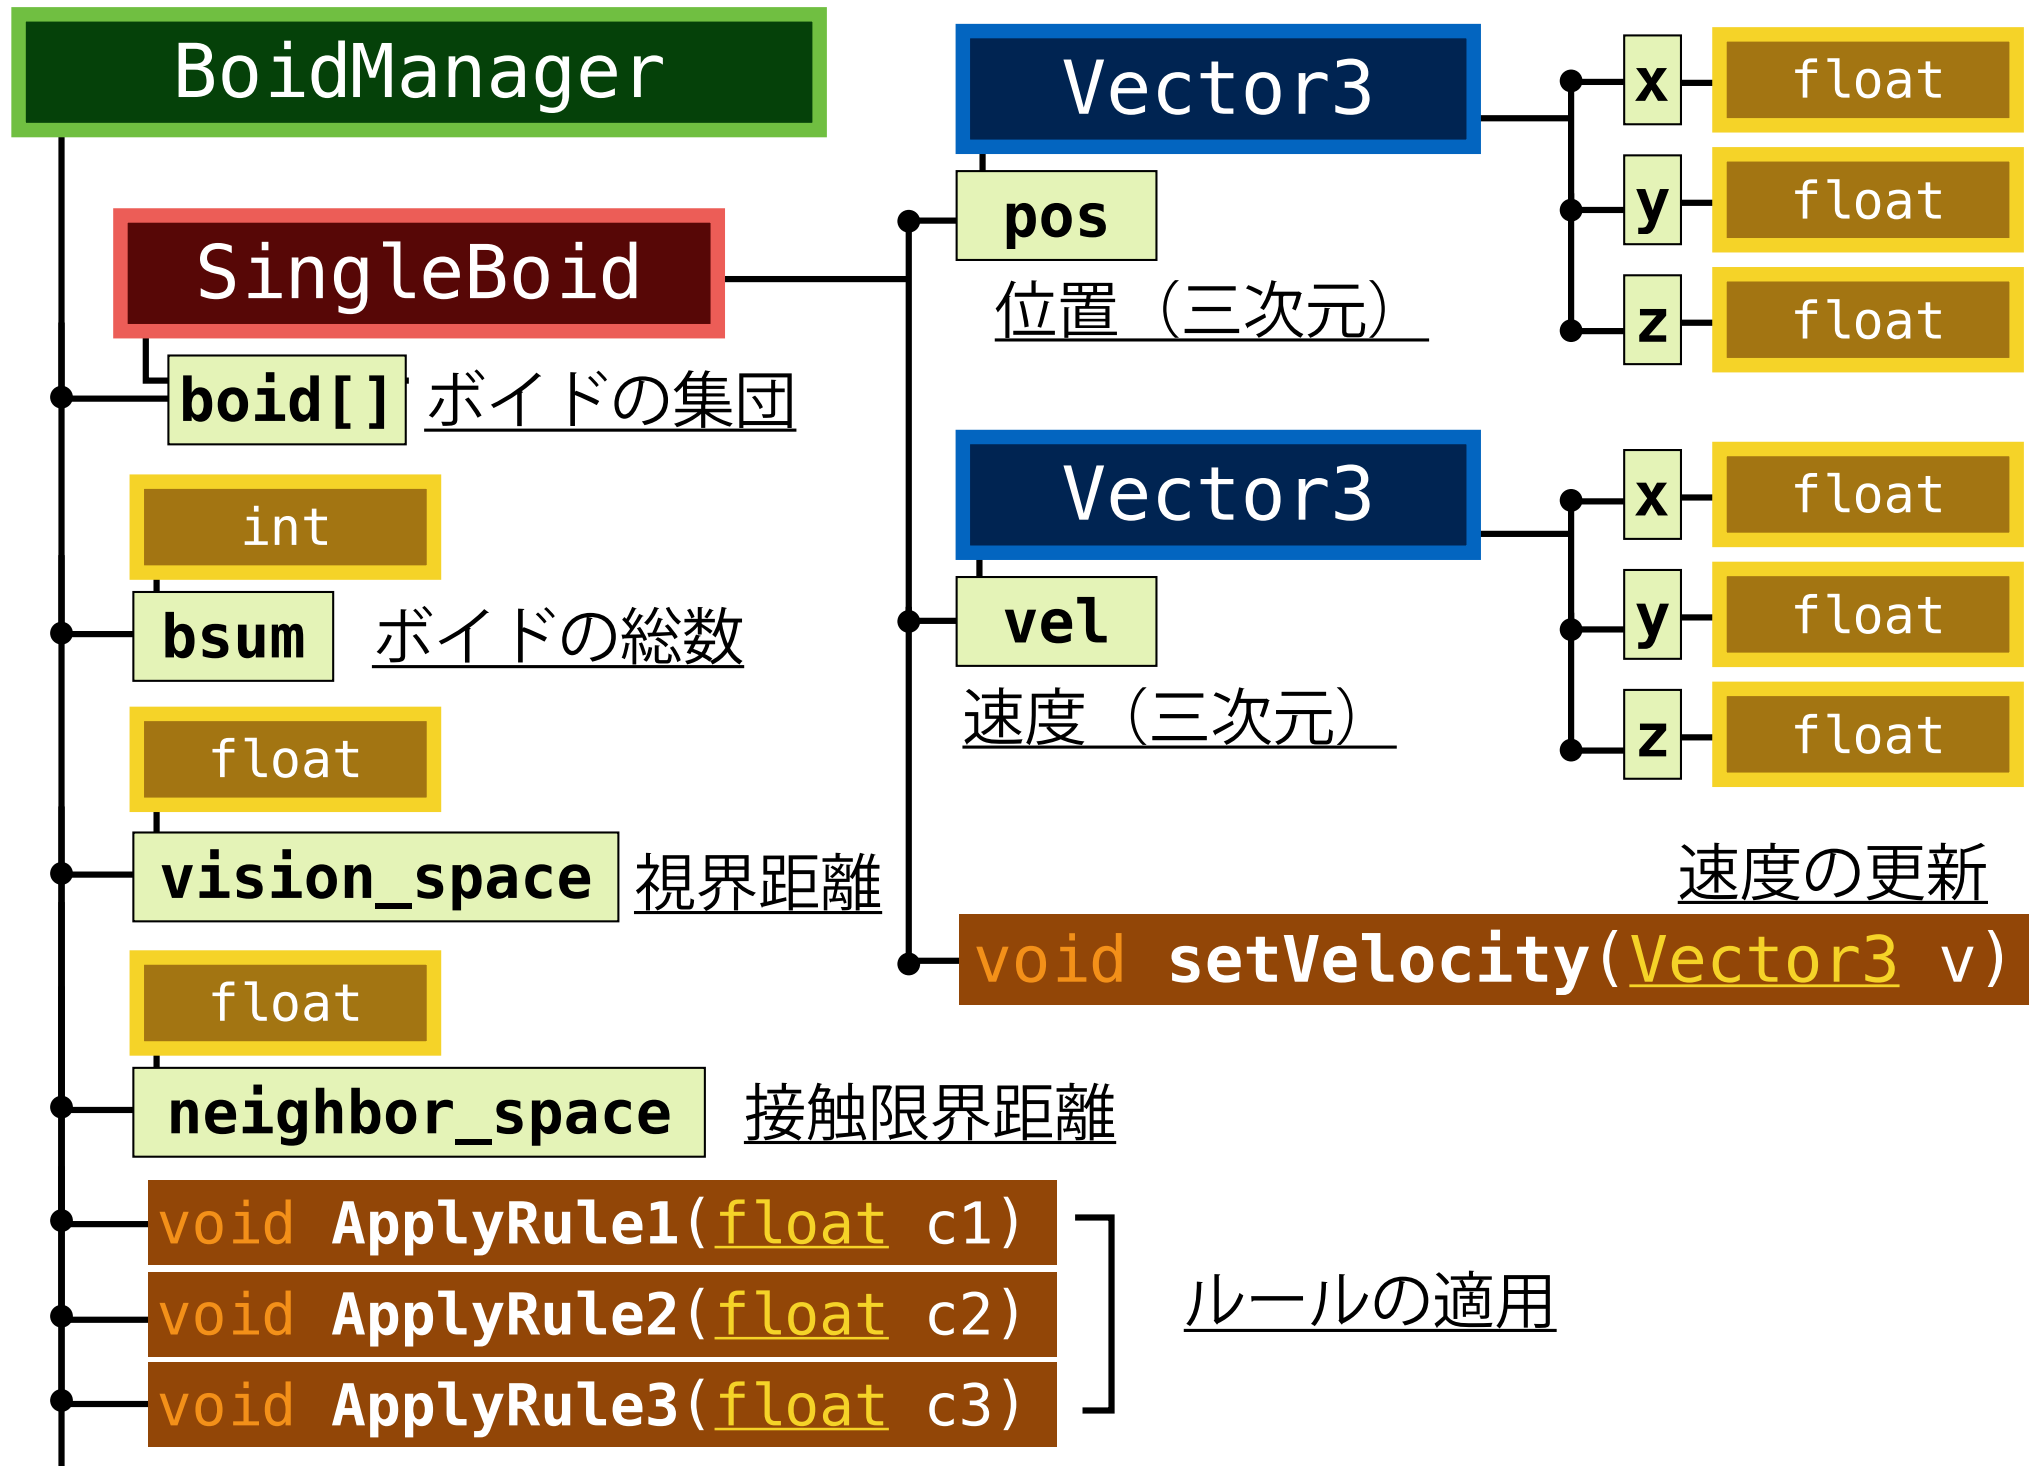 BoidManager
SingleBoid
boid[] ボイドの集団
int
bsum ボイドの総数
float
vision_space 視界距離
float
neighbor_space 接触限界距離
void ApplyRule1(float c1)
void ApplyRule2(float c2)
void ApplyRule3(float c3)
ルールの適用
Vector3
pos
位置（三次元）
x float
y float
z float
Vector3
vel
速度（三次元）
x float
y float
z float
速度の更新
void setVelocity(Vector3 v)